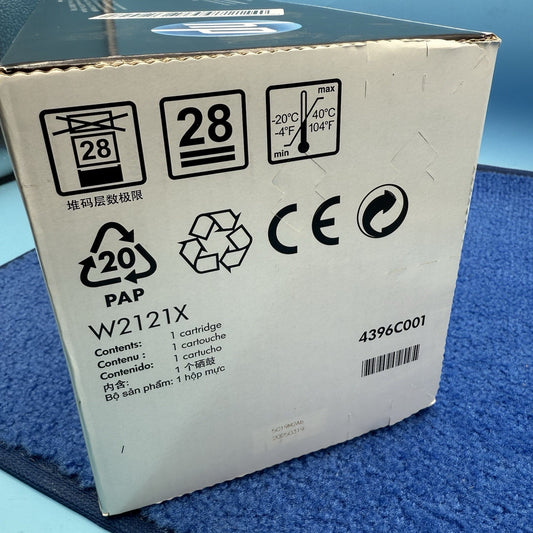 hp
28
28
max
-20°C
40°C
-4°F
104°F
min
堆码层数极限
20
PAP
CE
W2121X
Contents: 1 cartridge
Contenu : 1 cartouche
Contenido: 1 cartucho
内含: 1 个硒鼓
Bộ sản phẩm: 1 hộp mực
4396C001